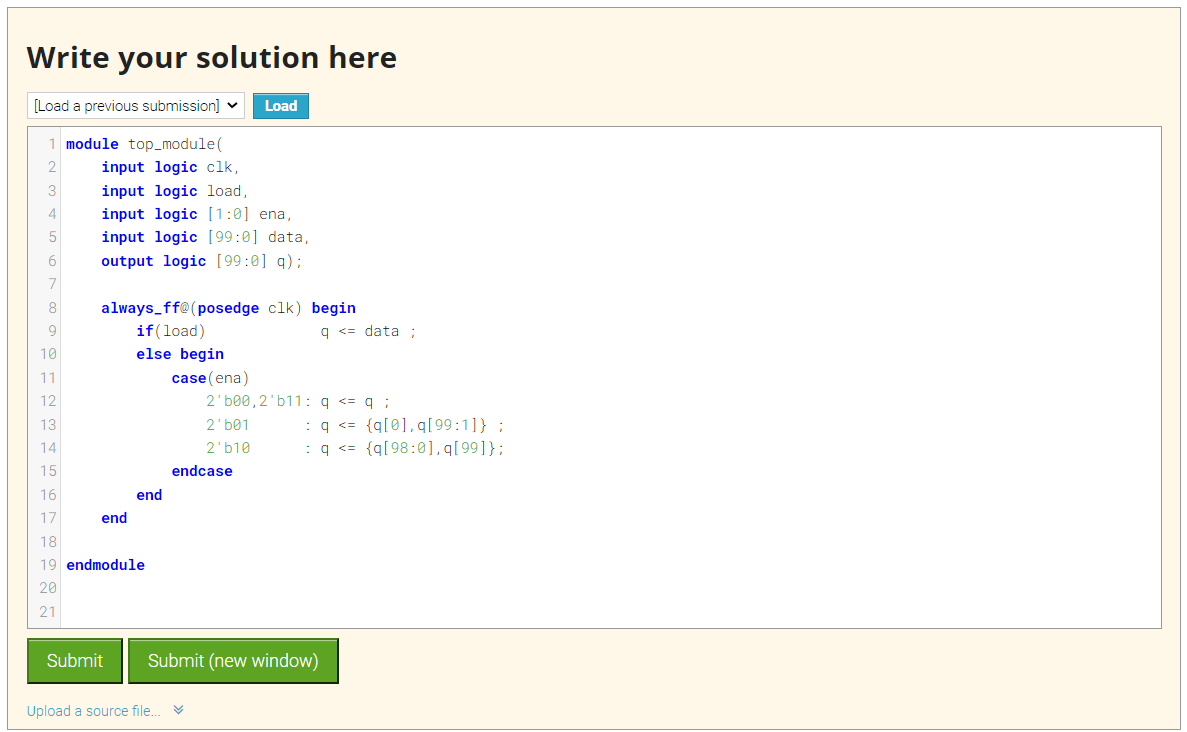 Write your solution here
[Load a previous submission] Load
1 module top_module(
2     input logic clk,
3     input logic load,
4     input logic [1:0] ena,
5     input logic [99:0] data,
6     output logic [99:0] q);
7
8     always_ff@(posedge clk) begin
9         if(load)             q <= data ;
10         else begin
11             case(ena)
12                 2'b00,2'b11: q <= q ;
13                 2'b01      : q <= {q[0],q[99:1]} ;
14                 2'b10      : q <= {q[98:0],q[99]};
15             endcase
16         end
17     end
18
19 endmodule
20
21
Submit Submit (new window)
Upload a source file...